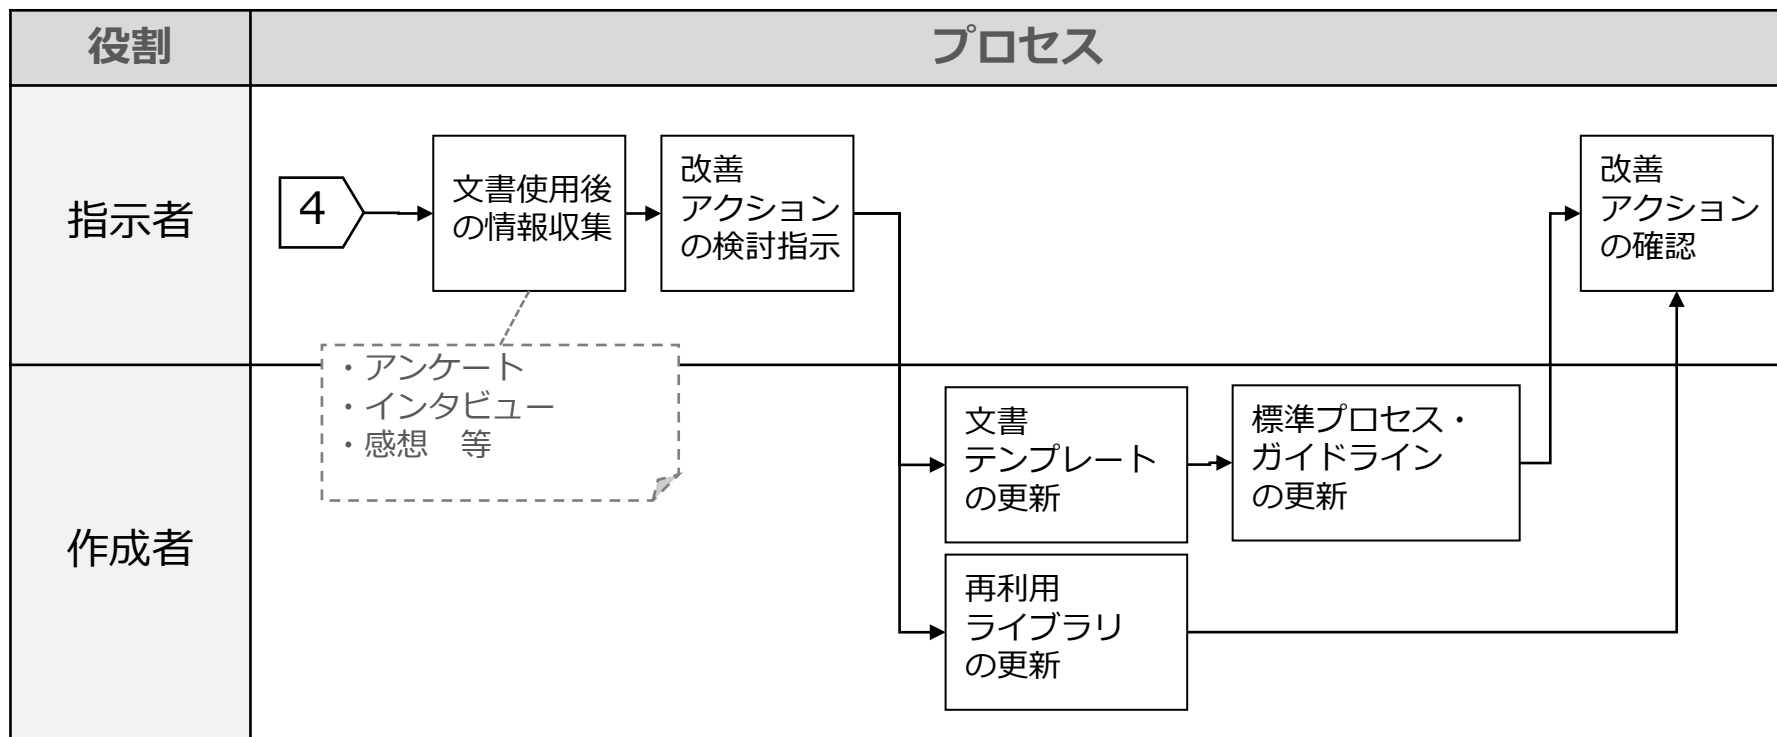 役割
プロセス
指示者
4
文書使用後
の情報収集
改善
アクション
の検討指示
改善
アクション
の確認
・アンケート
・インタビュー
・感想　等
作成者
文書
テンプレート
の更新
標準プロセス・
ガイドライン
の更新
再利用
ライブラリ
の更新